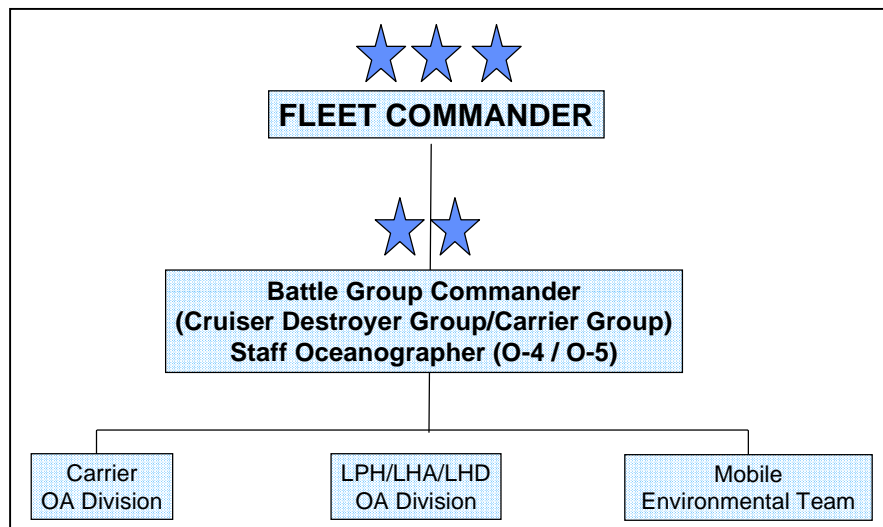 FLEET COMMANDER
Battle Group Commander
(Cruiser Destroyer Group/Carrier Group)
Staff Oceanographer (O-4 / O-5)
Carrier
OA Division
LPH/LHA/LHD
OA Division
Mobile
Environmental Team